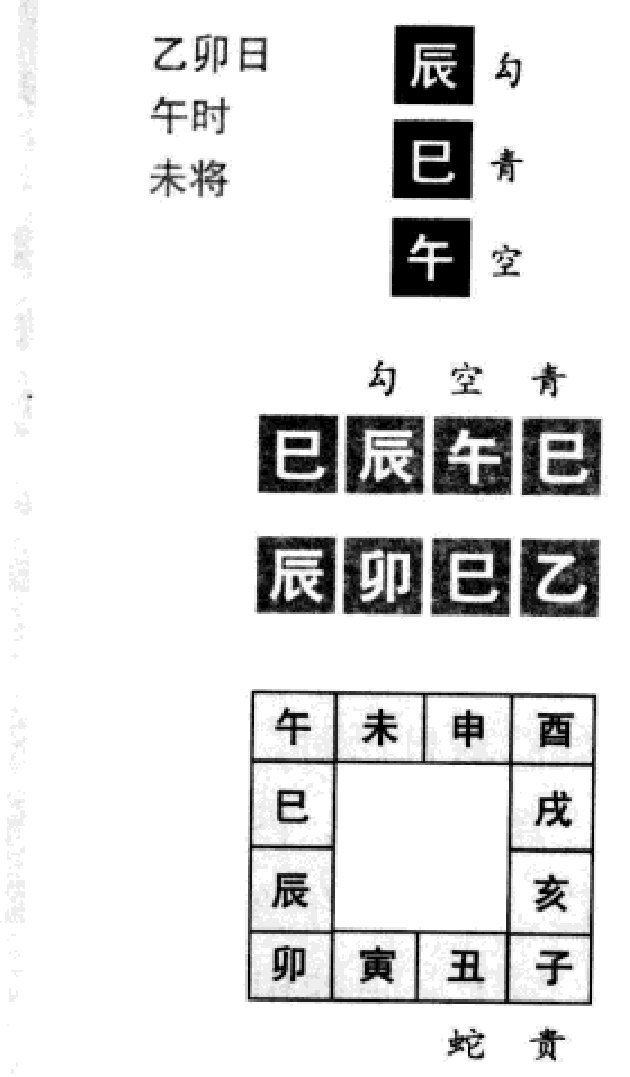 乙卯日
午时
未将
辰 勾
巳 青
午 空
勾 空 青
巳 辰 午 巳
辰 卯 巳 乙
午 未 申 酉
巳 戌
辰 亥
卯 寅 丑 子
蛇 贵